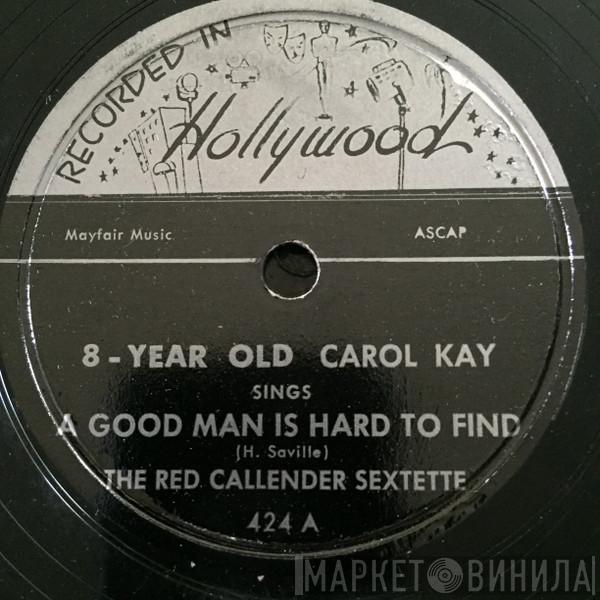 RECORDED IN
Hollywood
Mayfair Music ASCAP
8-YEAR OLD CAROL KAY
SINGS
A GOOD MAN IS HARD TO FIND
(H. Saville)
THE RED CALLENDER SEXTETTE
424 A
МАРКЕТ ВИНИЛА